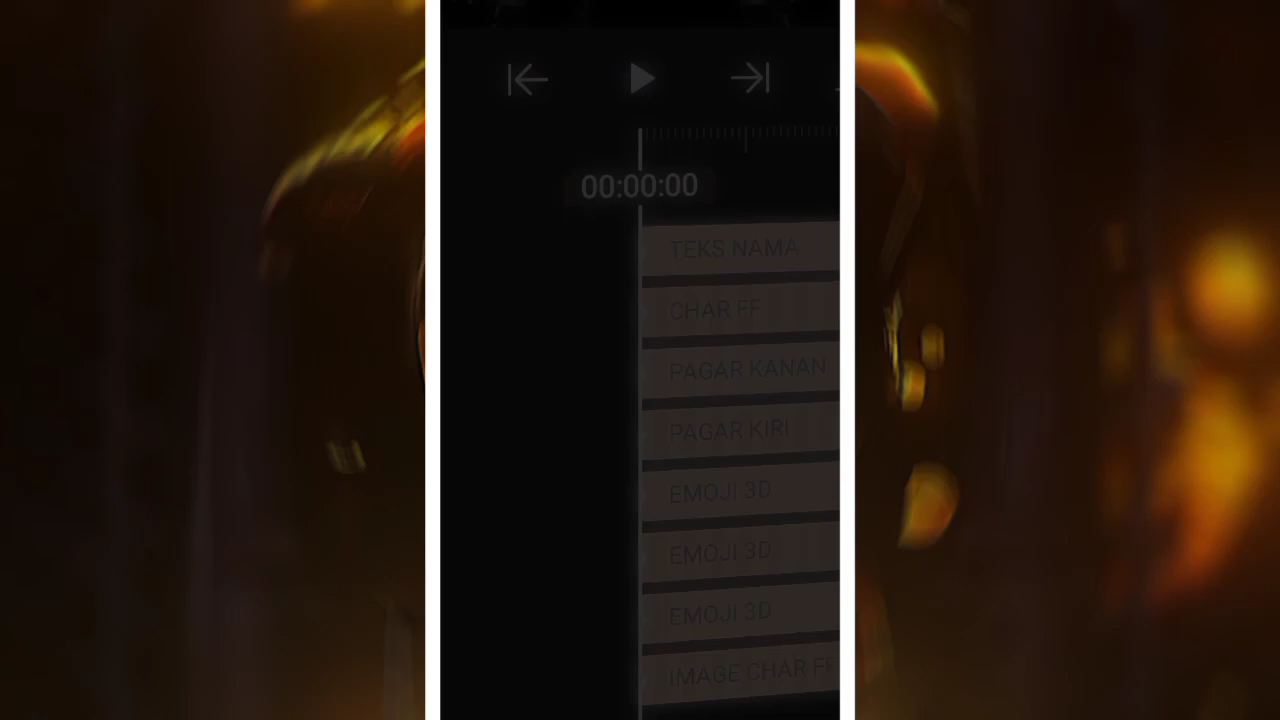 00:00:00
TEKS NAMA
CHAR FF
PAGAR KANAN
PAGAR KIRI
EMOJI 3D
EMOJI 3D
EMOJI 3D
IMAGE CHAR FF